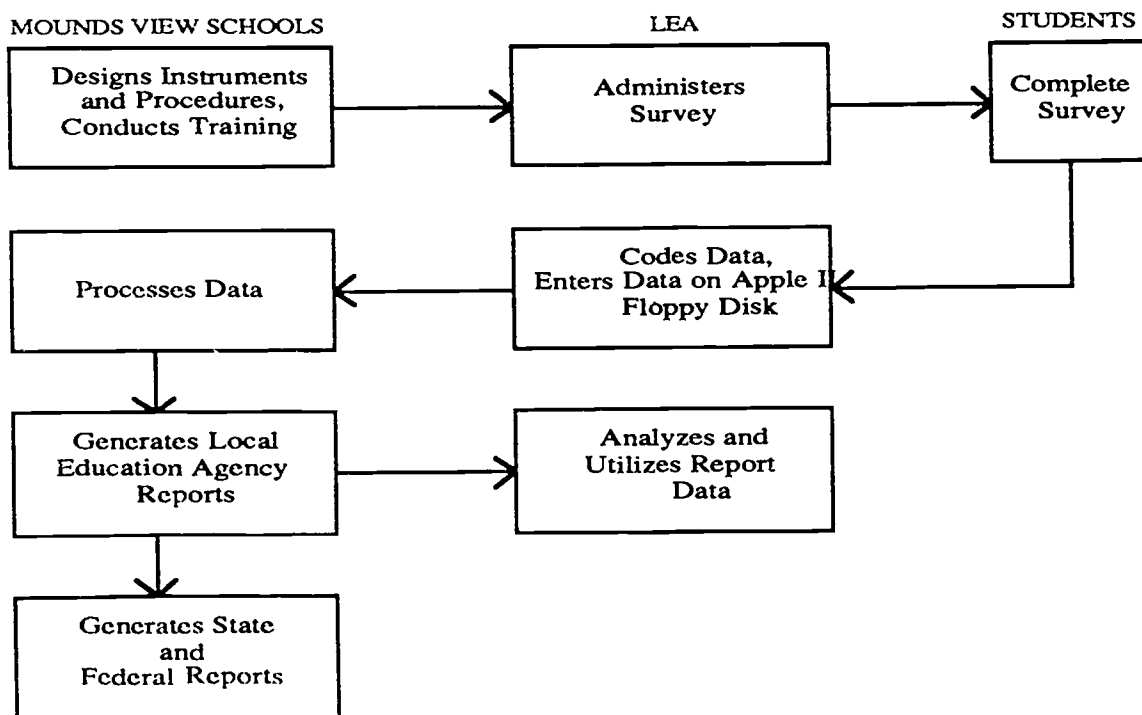 MOUNDS VIEW SCHOOLS
LEA
STUDENTS
Designs Instruments
and Procedures,
Conducts Training
Administers
Survey
Complete
Survey
Processes Data
Codes Data,
Enters Data on Apple II
Floppy Disk
Generates Local
Education Agency
Reports
Analyzes and
Utilizes Report
Data
Generates State
and
Federal Reports